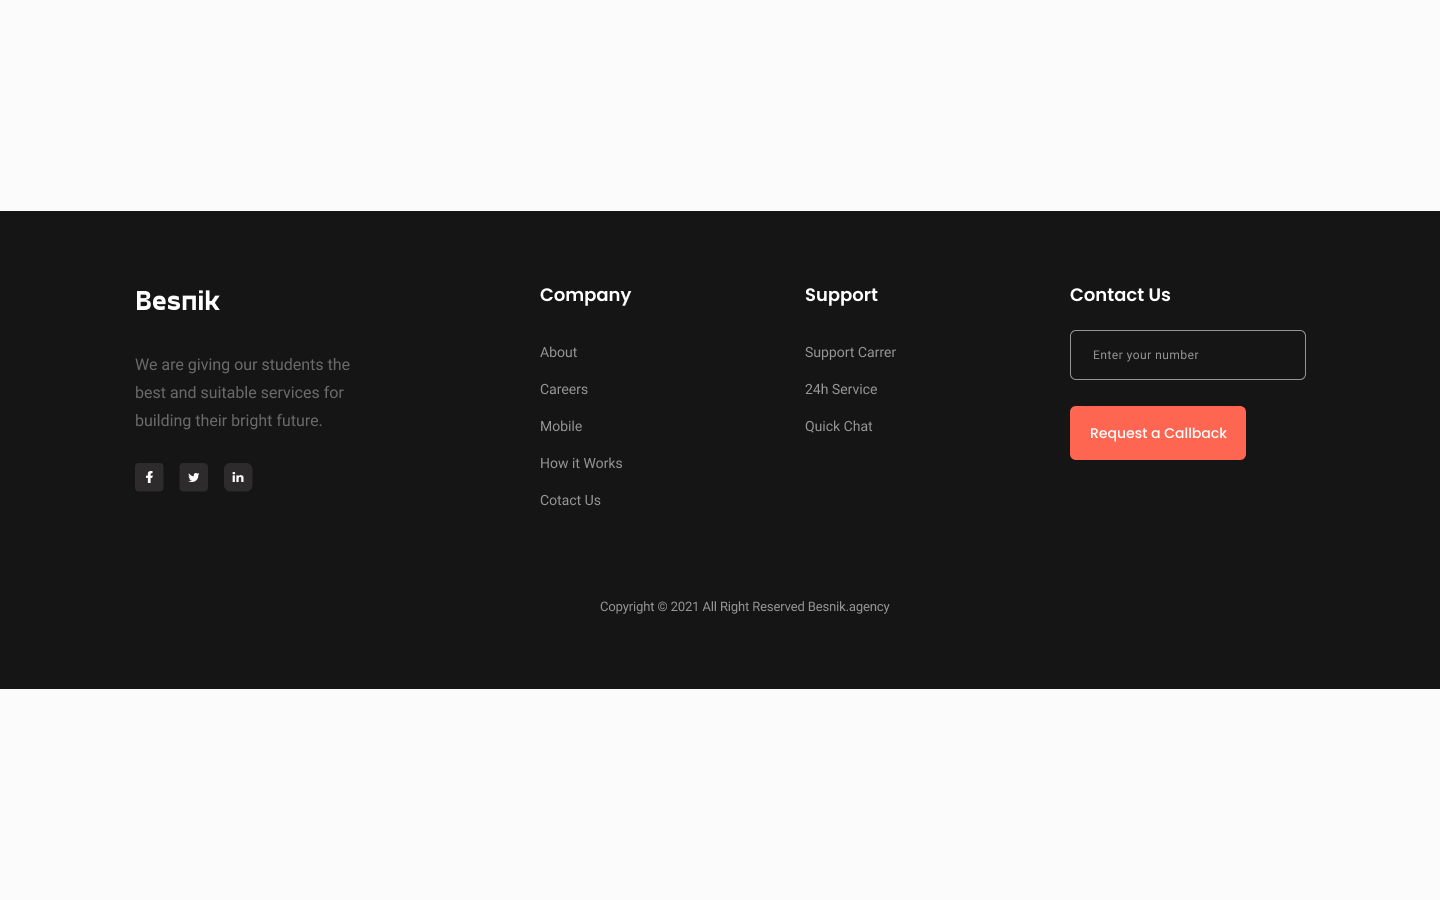 Besnik
We are giving our students the
best and suitable services for
building their bright future.
Company
About
Careers
Mobile
How it Works
Cotact Us
Support
Support Carrer
24h Service
Quick Chat
Contact Us
Enter your number
Request a Callback
Copyright © 2021 All Right Reserved Besnik.agency